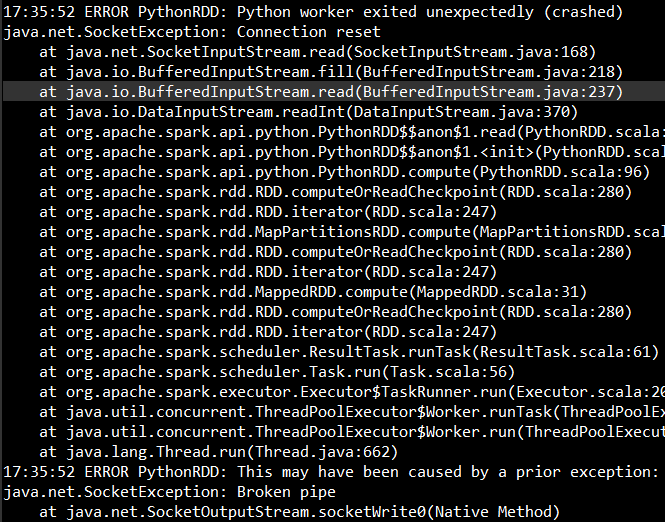 17:35:52 ERROR PythonRDD: Python worker exited unexpectedly (crashed)
java.net.SocketException: Connection reset
at java.net.SocketInputStream.read(SocketInputStream.java:168)
at java.io.BufferedInputStream.fill(BufferedInputStream.java:218)
at java.io.BufferedInputStream.read(BufferedInputStream.java:237)
at java.io.DataInputStream.readInt(DataInputStream.java:370)
at org.apache.spark.api.python.PythonRDD$$anon$1.read(PythonRDD.scala:
at org.apache.spark.api.python.PythonRDD$$anon$1.<init>(PythonRDD.scal
at org.apache.spark.api.python.PythonRDD.compute(PythonRDD.scala:96)
at org.apache.spark.rdd.RDD.computeOrReadCheckpoint(RDD.scala:280)
at org.apache.spark.rdd.RDD.iterator(RDD.scala:247)
at org.apache.spark.rdd.MapPartitionsRDD.compute(MapPartitionsRDD.scal
at org.apache.spark.rdd.RDD.computeOrReadCheckpoint(RDD.scala:280)
at org.apache.spark.rdd.RDD.iterator(RDD.scala:247)
at org.apache.spark.rdd.MappedRDD.compute(MappedRDD.scala:31)
at org.apache.spark.rdd.RDD.computeOrReadCheckpoint(RDD.scala:280)
at org.apache.spark.rdd.RDD.iterator(RDD.scala:247)
at org.apache.spark.scheduler.ResultTask.runTask(ResultTask.scala:61)
at org.apache.spark.scheduler.Task.run(Task.scala:56)
at org.apache.spark.executor.Executor$TaskRunner.run(Executor.scala:20
at java.util.concurrent.ThreadPoolExecutor$Worker.runTask(ThreadPoolEx
at java.util.concurrent.ThreadPoolExecutor$Worker.run(ThreadPoolExecut
at java.lang.Thread.run(Thread.java:662)
17:35:52 ERROR PythonRDD: This may have been caused by a prior exception:
java.net.SocketException: Broken pipe
at java.net.SocketOutputStream.socketWrite0(Native Method)